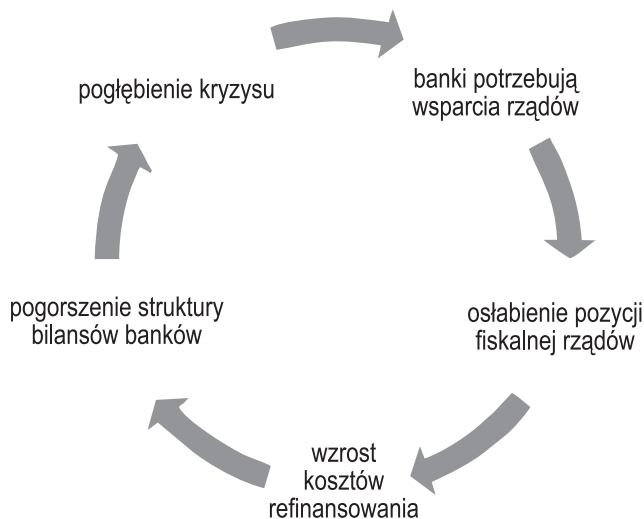 pogłębienie kryzysu
banki potrzebują
wsparcia rządów
osłabienie pozycji
fiskalnej rządów
wzrost
kosztów
refinansowania
pogorszenie struktury
bilansów banków